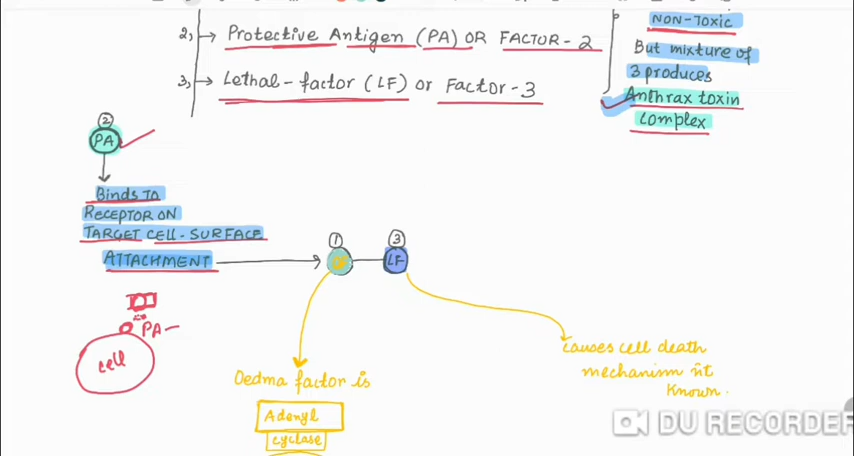 2, → Protective Antigen (PA) OR FACTOR-2
3, → Lethal-factor (LF) or Factor-3
NON-TOXIC
But mixture of
3 produces
Anthrax toxin
complex
2
PA
Binds To
RECEPTOR ON
TARGET CELL-SURFACE
ATTACHMENT
1
3
LF
PA
cell
Oedma factor is
Adenyl
cyclase
causes cell death
mechanism n't
Known.
DU RECORDER